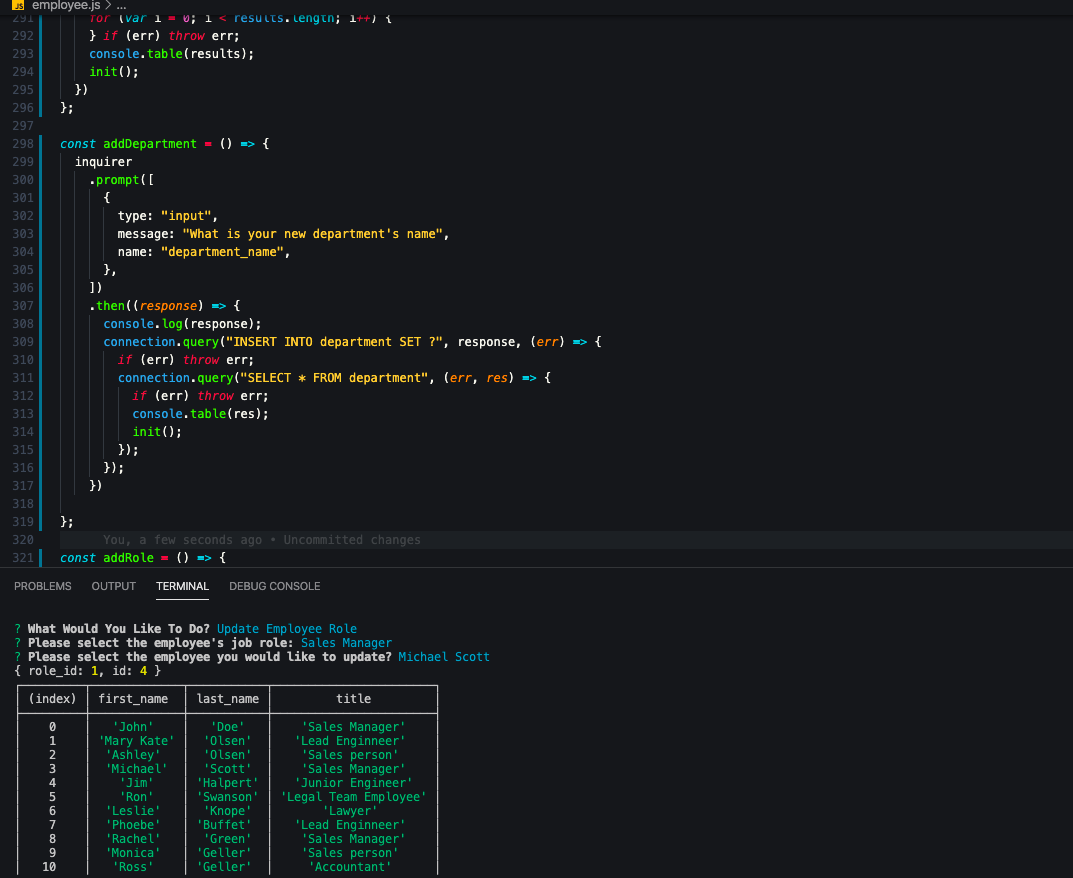 JS employee.js > ...
291 for (var i = 0; i < results.length; i++) {
292 } if (err) throw err;
293 console.table(results);
294 init();
295 })
296 };
297
298 const addDepartment = () => {
299 inquirer
300 .prompt([
301 {
302 type: "input",
303 message: "What is your new department's name",
304 name: "department_name",
305 },
306 ])
307 .then((response) => {
308 console.log(response);
309 connection.query("INSERT INTO department SET ?", response, (err) => {
310 if (err) throw err;
311 connection.query("SELECT * FROM department", (err, res) => {
312 if (err) throw err;
313 console.table(res);
314 init();
315 });
316 });
317 })
318
319 };
320 You, a few seconds ago • Uncommitted changes
321 const addRole = () => {
PROBLEMS OUTPUT TERMINAL DEBUG CONSOLE
? What Would You Like To Do? Update Employee Role
? Please select the employee's job role: Sales Manager
? Please select the employee you would like to update? Michael Scott
{ role_id: 1, id: 4 }
(index) first_name last_name title
0 'John' 'Doe' 'Sales Manager'
1 'Mary Kate' 'Olsen' 'Lead Enginneer'
2 'Ashley' 'Olsen' 'Sales person'
3 'Michael' 'Scott' 'Sales Manager'
4 'Jim' 'Halpert' 'Junior Engineer'
5 'Ron' 'Swanson' 'Legal Team Employee'
6 'Leslie' 'Knope' 'Lawyer'
7 'Phoebe' 'Buffet' 'Lead Enginneer'
8 'Rachel' 'Green' 'Sales Manager'
9 'Monica' 'Geller' 'Sales person'
10 'Ross' 'Geller' 'Accountant'